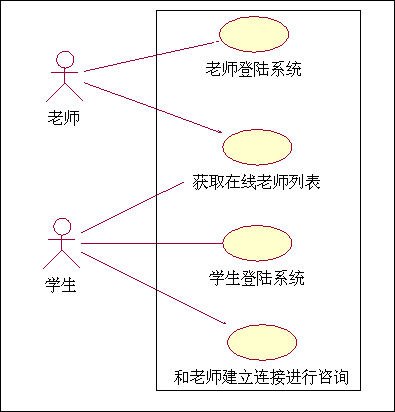 老师登陆系统
老师
获取在线老师列表
学生登陆系统
学生
和老师建立连接进行咨询